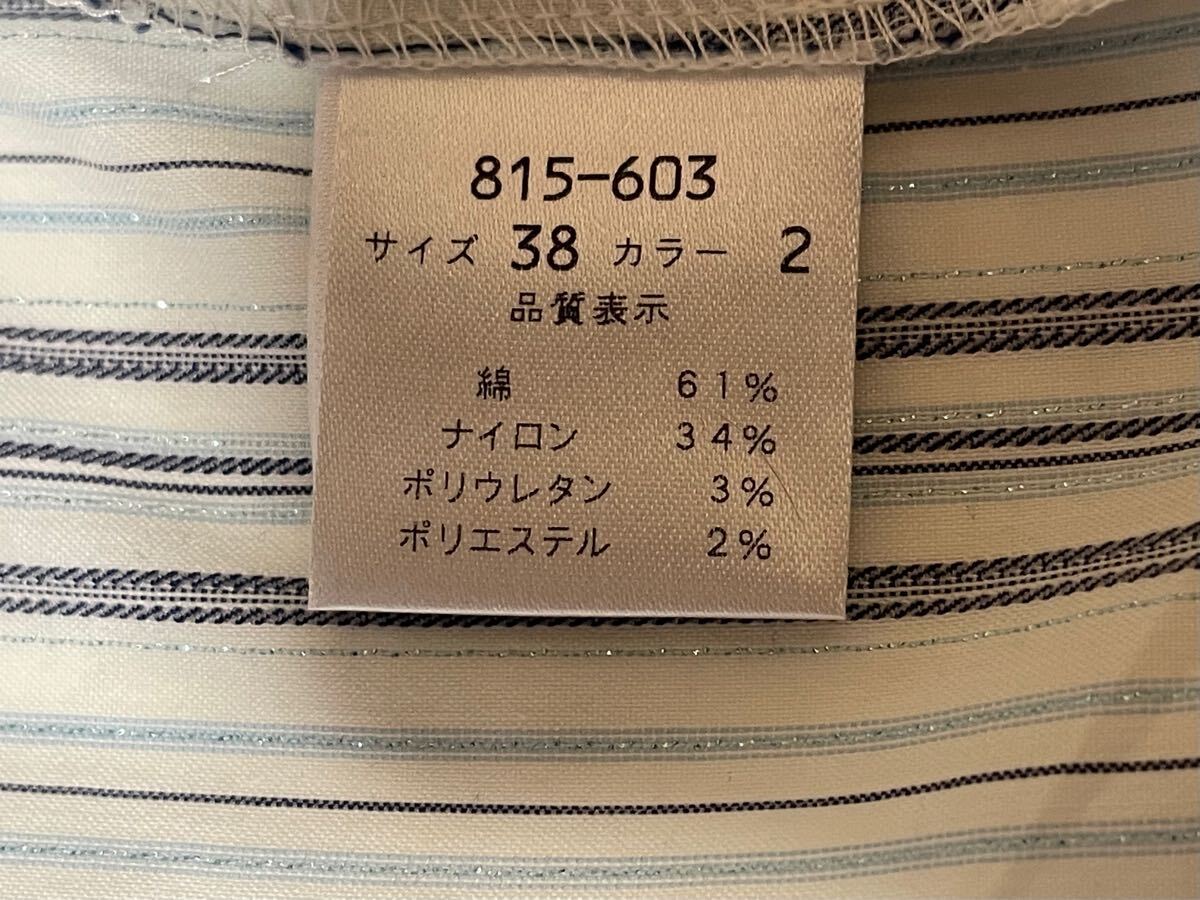 815-603
サイズ 38 カラー 2
品質表示
綿 61%
ナイロン 34%
ポリウレタン 3%
ポリエステル 2%